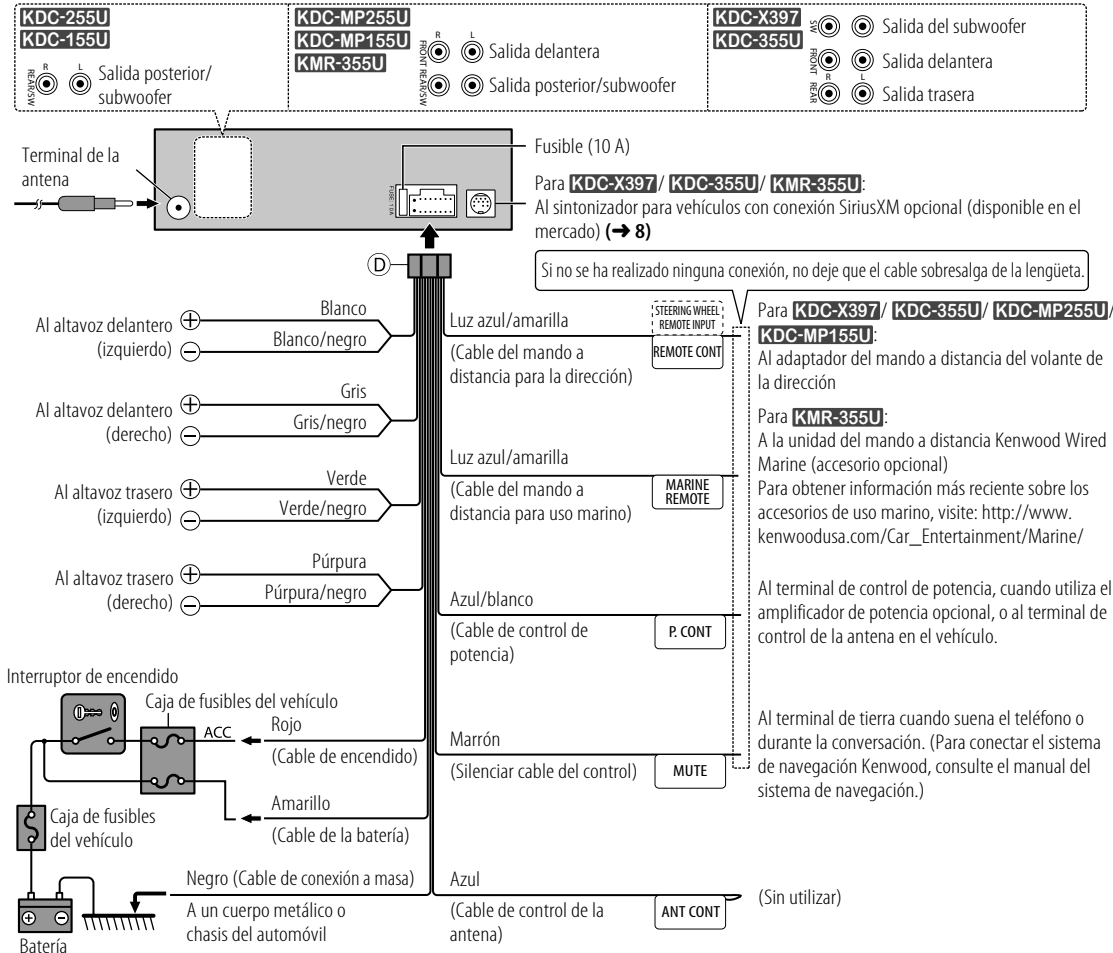 KDC-255U
KDC-155U
REAR/SW
R
L
Salida posterior/
subwoofer
KDC-MP255U
KDC-MP155U
KMR-355U
R
L
FRONT
Salida delantera
REAR/SW
Salida posterior/subwoofer
KDC-X397
KDC-355U
SW
Salida del subwoofer
FRONT
Salida delantera
REAR
R
L
Salida trasera
Terminal de la
antena
FUSE 10A
Fusible (10 A)
Para KDC-X397/ KDC-355U/ KMR-355U:
Al sintonizador para vehículos con conexión SiriusXM opcional (disponible en el
mercado) (➜ 8)
D
Si no se ha realizado ninguna conexión, no deje que el cable sobresalga de la lengüeta.
Al altavoz delantero
(izquierdo)
Blanco
Blanco/negro
Al altavoz delantero
(derecho)
Gris
Gris/negro
Al altavoz trasero
(izquierdo)
Verde
Verde/negro
Al altavoz trasero
(derecho)
Púrpura
Púrpura/negro
Luz azul/amarilla
(Cable del mando a
distancia para la dirección)
STEERING WHEEL
REMOTE INPUT
REMOTE CONT
Para KDC-X397/ KDC-355U/ KDC-MP255U/
KDC-MP155U:
Al adaptador del mando a distancia del volante de
la dirección
Luz azul/amarilla
(Cable del mando a
distancia para uso marino)
MARINE
REMOTE
Para KMR-355U:
A la unidad del mando a distancia Kenwood Wired
Marine (accesorio opcional)
Para obtener información más reciente sobre los
accesorios de uso marino, visite: http://www.
kenwoodusa.com/Car_Entertainment/Marine/
Azul/blanco
(Cable de control de
potencia)
P. CONT
Al terminal de control de potencia, cuando utiliza el
amplificador de potencia opcional, o al terminal de
control de la antena en el vehículo.
Interruptor de encendido
Caja de fusibles del vehículo
ACC
Rojo
(Cable de encendido)
Amarillo
(Cable de la batería)
Caja de fusibles
del vehículo
Marrón
(Silenciar cable del control)
MUTE
Al terminal de tierra cuando suena el teléfono o
durante la conversación. (Para conectar el sistema
de navegación Kenwood, consulte el manual del
sistema de navegación.)
Negro (Cable de conexión a masa)
A un cuerpo metálico o
chasis del automóvil
Batería
Azul
(Cable de control de la
antena)
ANT CONT
(Sin utilizar)